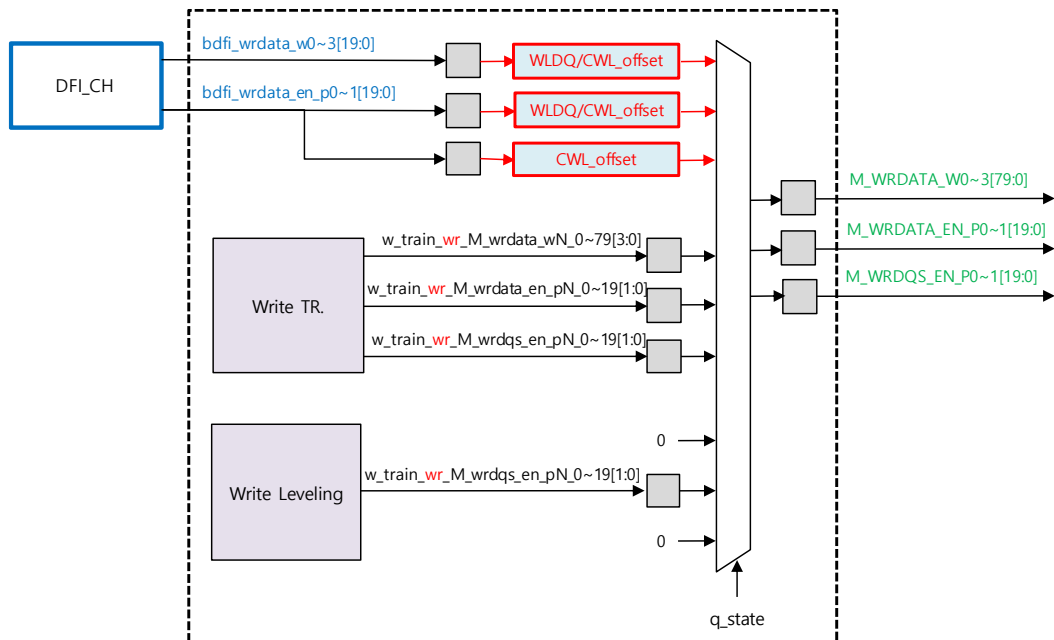 bdfi_wrdata_w0~3[19:0]
DFI_CH
WLDQ/CWL_offset
bdfi_wrdata_en_p0~1[19:0]
WLDQ/CWL_offset
CWL_offset
M_WRDATA_W0~3[79:0]
w_train_wr_M_wrdata_wN_0~79[3:0]
M_WRDATA_EN_P0~1[19:0]
w_train_wr_M_wrdata_en_pN_0~19[1:0]
M_WRDQS_EN_P0~1[19:0]
Write TR.
w_train_wr_M_wrdqs_en_pN_0~19[1:0]
0
w_train_wr_M_wrdqs_en_pN_0~19[1:0]
Write Leveling
0
q_state